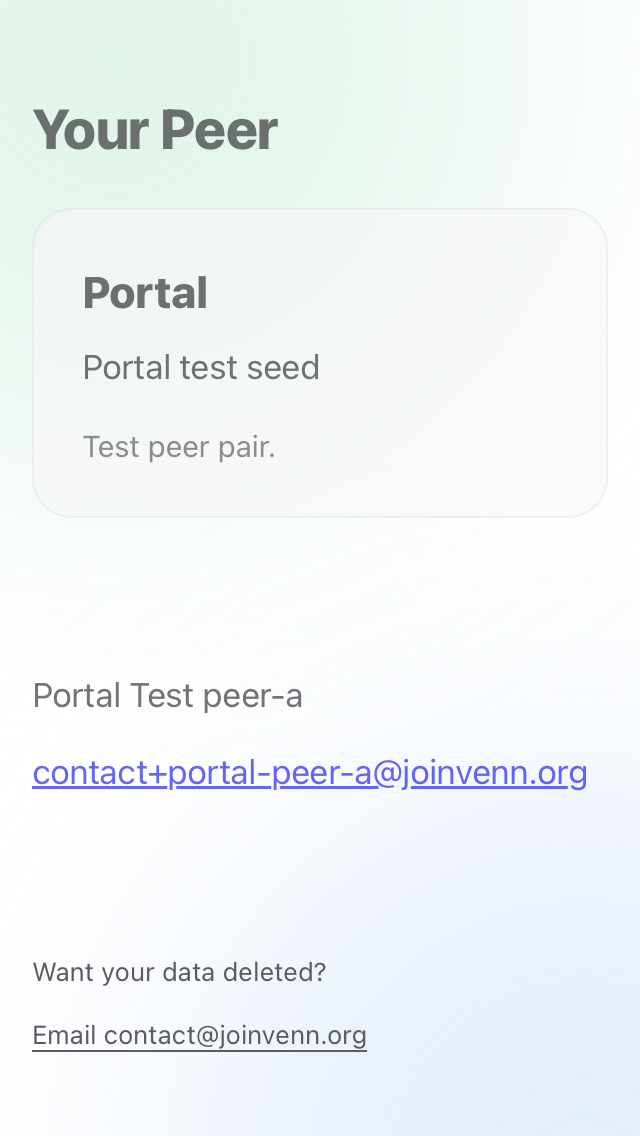 Your Peer
Portal
Portal test seed
Test peer pair.
Portal Test peer-a
contact+portal-peer-a@joinvenn.org
Want your data deleted?
Email contact@joinvenn.org